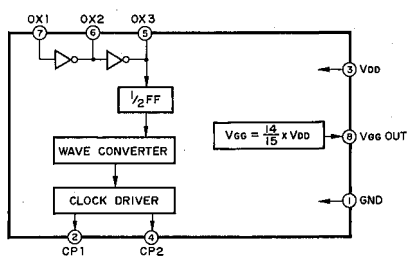 OX1 OX2 OX3
7 6 5
3 VDD
1/2 FF
VGG = 14/15 x VDD
8 VGG OUT
WAVE CONVERTER
CLOCK DRIVER
1 GND
2 4
CP1 CP2